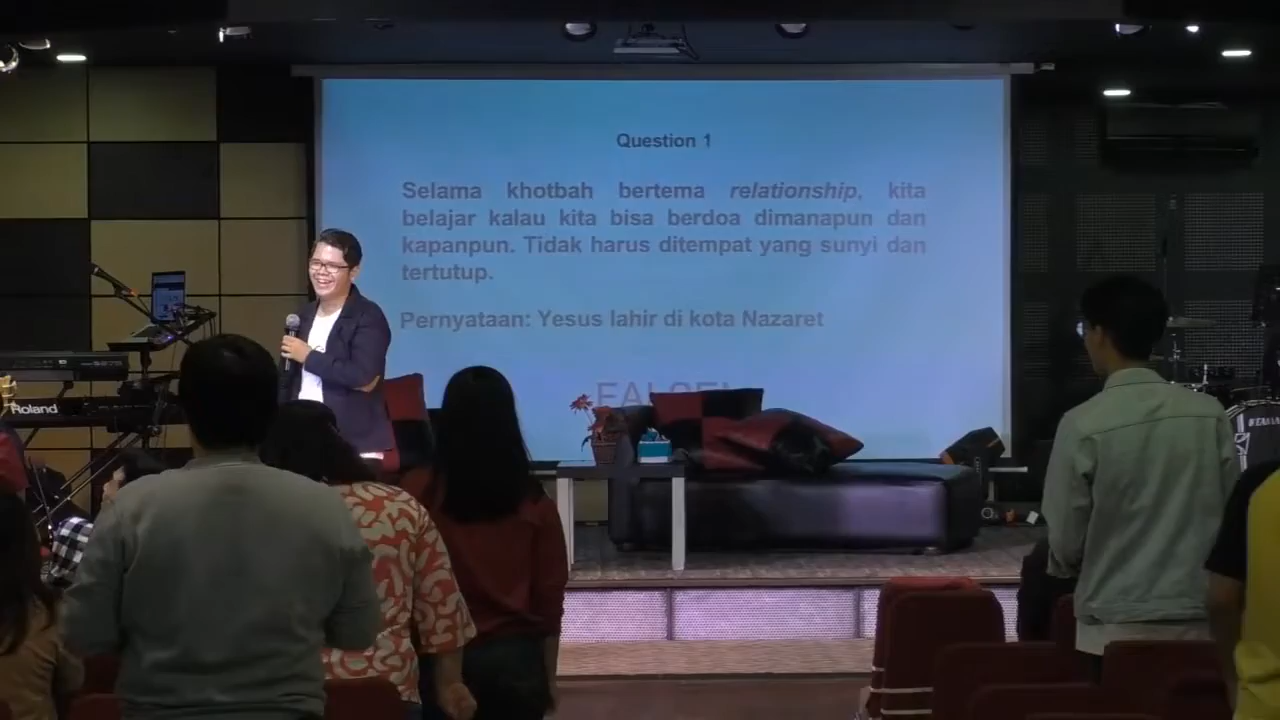 Question 1
Selama khotbah bertema relationship, kita
belajar kalau kita bisa berdoa dimanapun dan
kapanpun. Tidak harus ditempat yang sunyi dan
tertutup.
Pernyataan: Yesus lahir di kota Nazaret
Roland